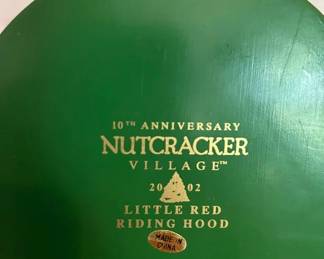 10TH ANNIVERSARY
NUTCRACKER
VILLAGE™
20 02
LITTLE RED
RIDING HOOD
MADE IN
CHINA